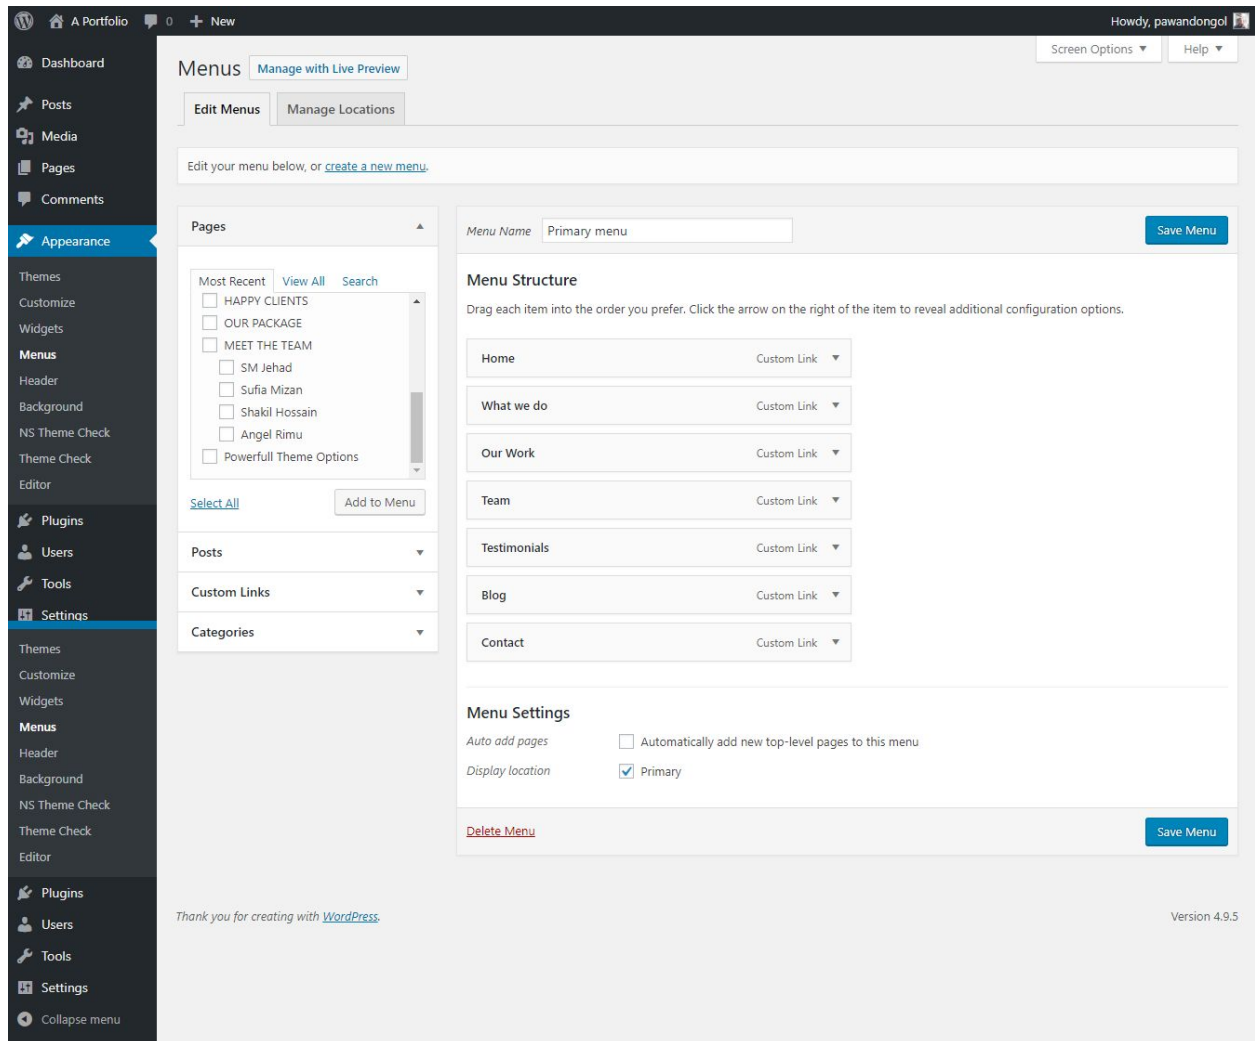 A Portfolio 0 + New Howdy, pawandongol
Dashboard
Posts
Media
Pages
Comments
Appearance
Themes
Customize
Widgets
Menus
Header
Background
NS Theme Check
Theme Check
Editor
Plugins
Users
Tools
Settings
Themes
Customize
Widgets
Menus
Header
Background
NS Theme Check
Theme Check
Editor
Plugins
Users
Tools
Settings
Collapse menu
Screen Options Help
Menus Manage with Live Preview
Edit Menus Manage Locations
Edit your menu below, or create a new menu.
Pages
Most Recent View All Search
HAPPY CLIENTS
OUR PACKAGE
MEET THE TEAM
SM Jehad
Sufia Mizan
Shakil Hossain
Angel Rimu
Powerfull Theme Options
Select All Add to Menu
Posts
Custom Links
Categories
Menu Name Primary menu Save Menu
Menu Structure
Drag each item into the order you prefer. Click the arrow on the right of the item to reveal additional configuration options.
Home Custom Link
What we do Custom Link
Our Work Custom Link
Team Custom Link
Testimonials Custom Link
Blog Custom Link
Contact Custom Link
Menu Settings
Auto add pages Automatically add new top-level pages to this menu
Display location Primary
Delete Menu Save Menu
Thank you for creating with WordPress. Version 4.9.5